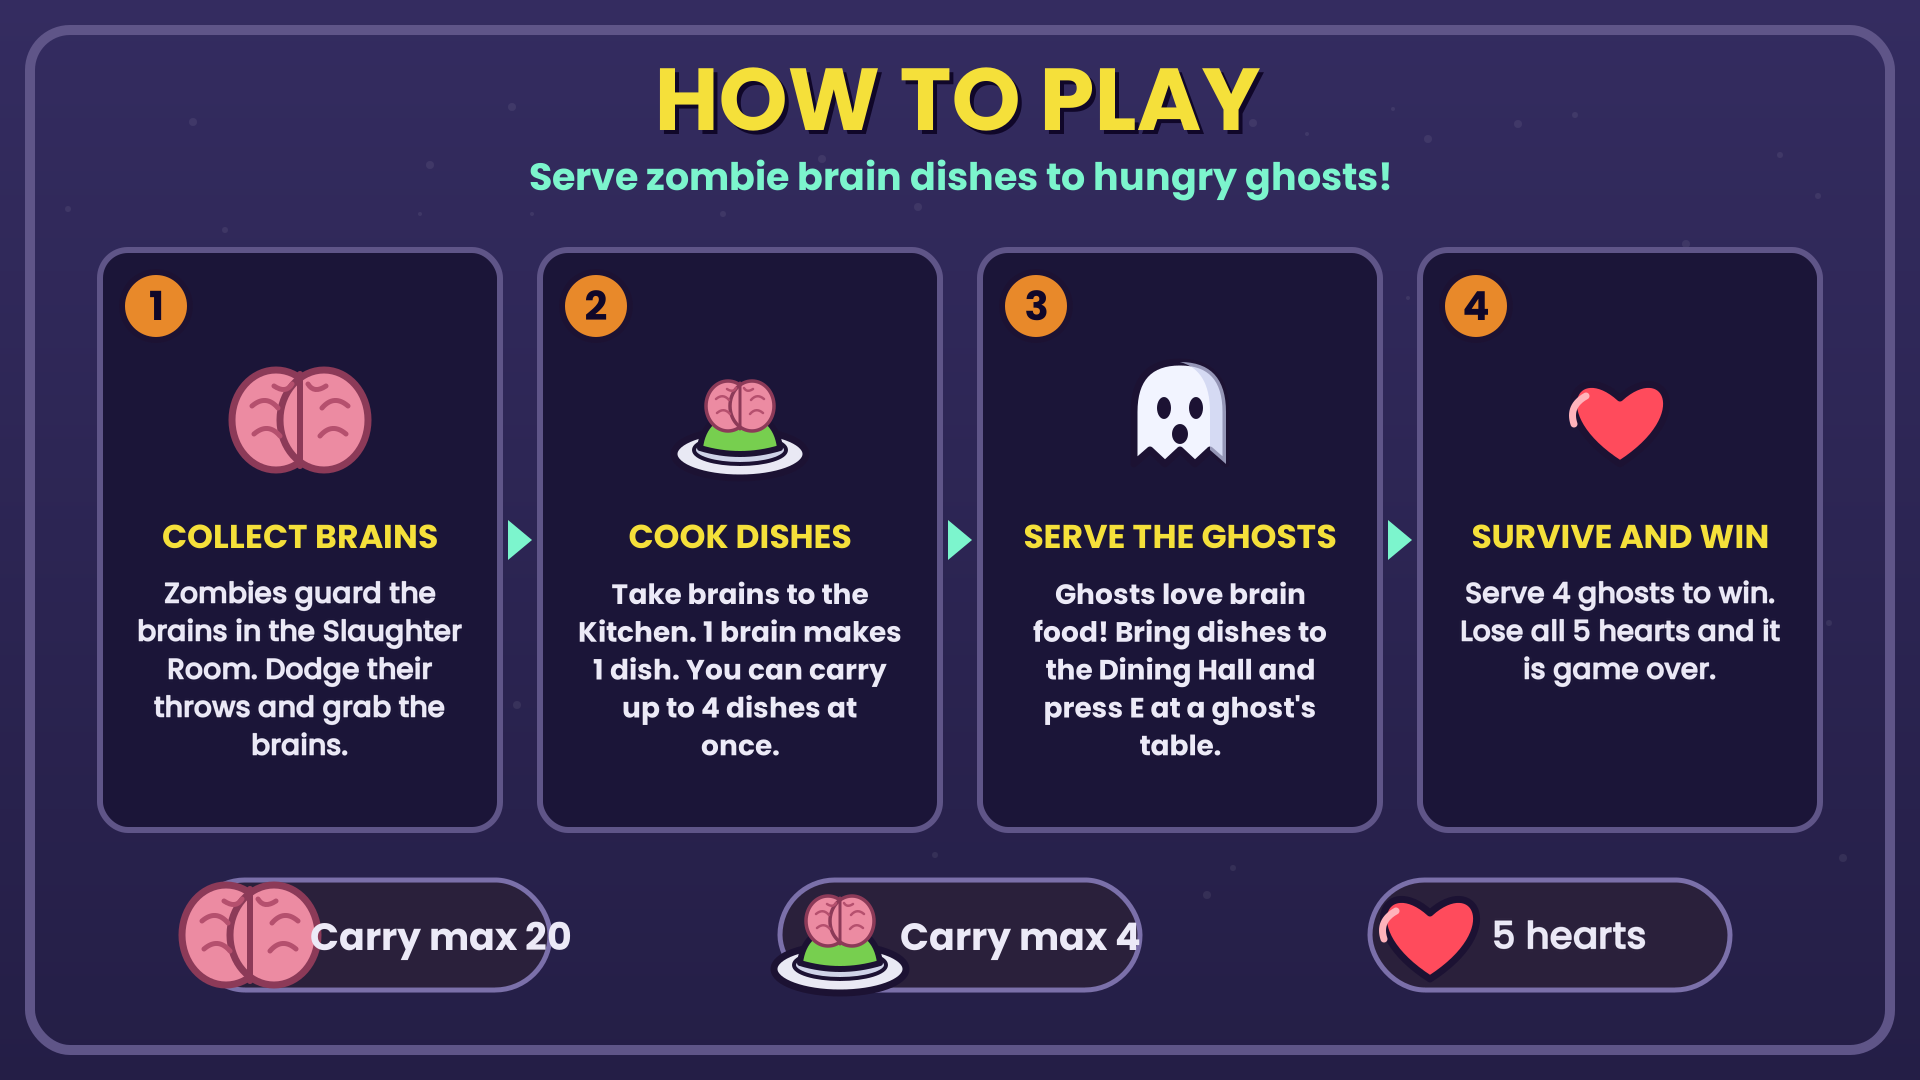 HOW TO PLAY
Serve zombie brain dishes to hungry ghosts!
1
COLLECT BRAINS
Zombies guard the
brains in the Slaughter
Room. Dodge their
throws and grab the
brains.
2
COOK DISHES
Take brains to the
Kitchen. 1 brain makes
1 dish. You can carry
up to 4 dishes at
once.
3
SERVE THE GHOSTS
Ghosts love brain
food! Bring dishes to
the Dining Hall and
press E at a ghost's
table.
4
SURVIVE AND WIN
Serve 4 ghosts to win.
Lose all 5 hearts and it
is game over.
Carry max 20
Carry max 4
5 hearts